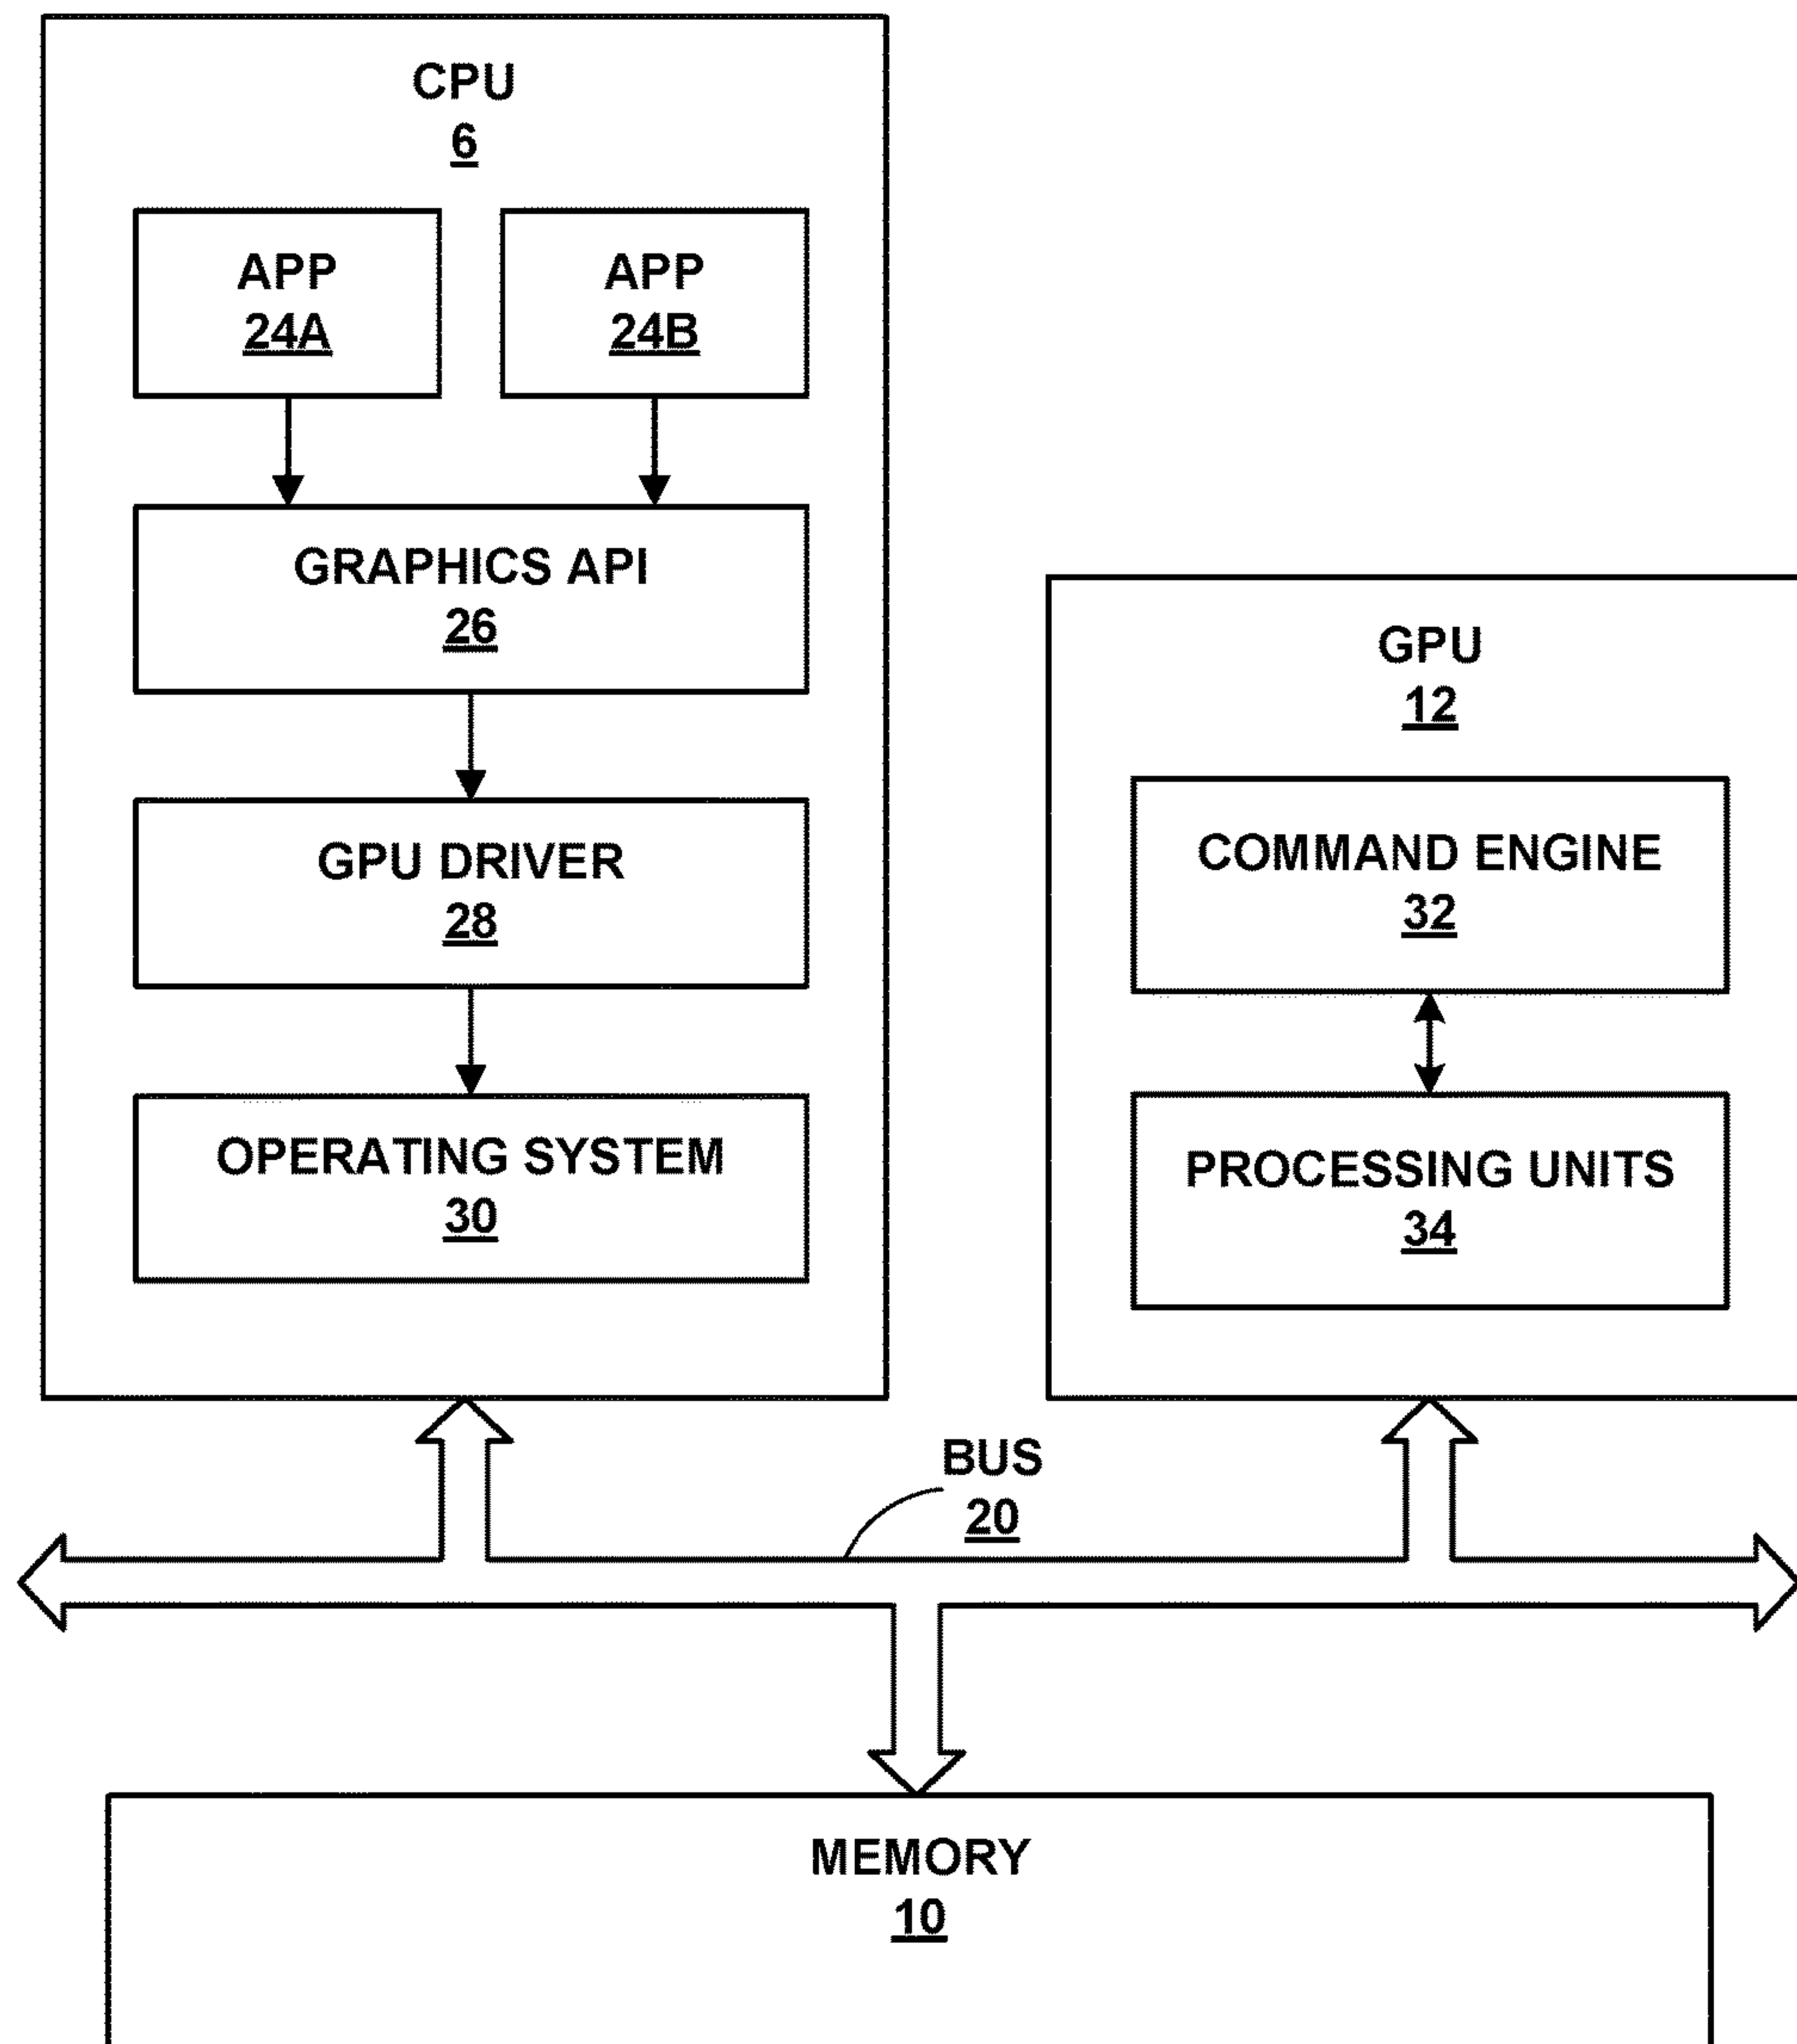 CPU
6
APP
24A
APP
24B
GRAPHICS API
26
GPU DRIVER
28
OPERATING SYSTEM
30
GPU
12
COMMAND ENGINE
32
PROCESSING UNITS
34
BUS
20
MEMORY
10